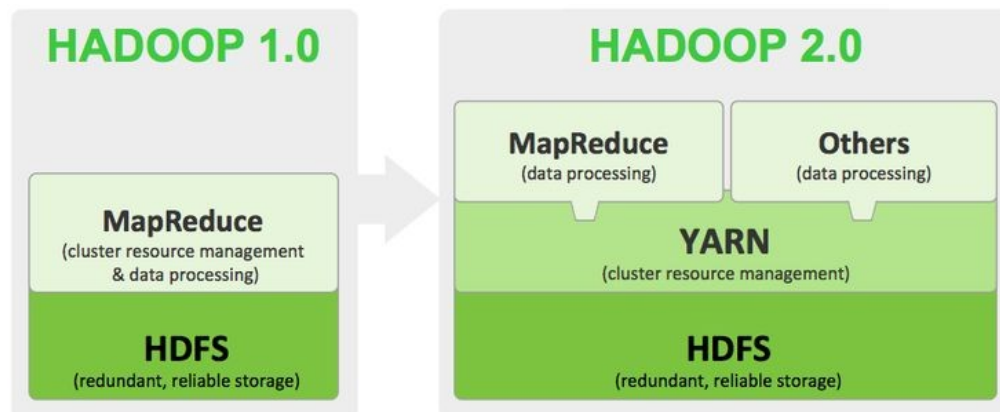 HADOOP 1.0
MapReduce
(cluster resource management
& data processing)
HDFS
(redundant, reliable storage)
HADOOP 2.0
MapReduce
(data processing)
Others
(data processing)
YARN
(cluster resource management)
HDFS
(redundant, reliable storage)